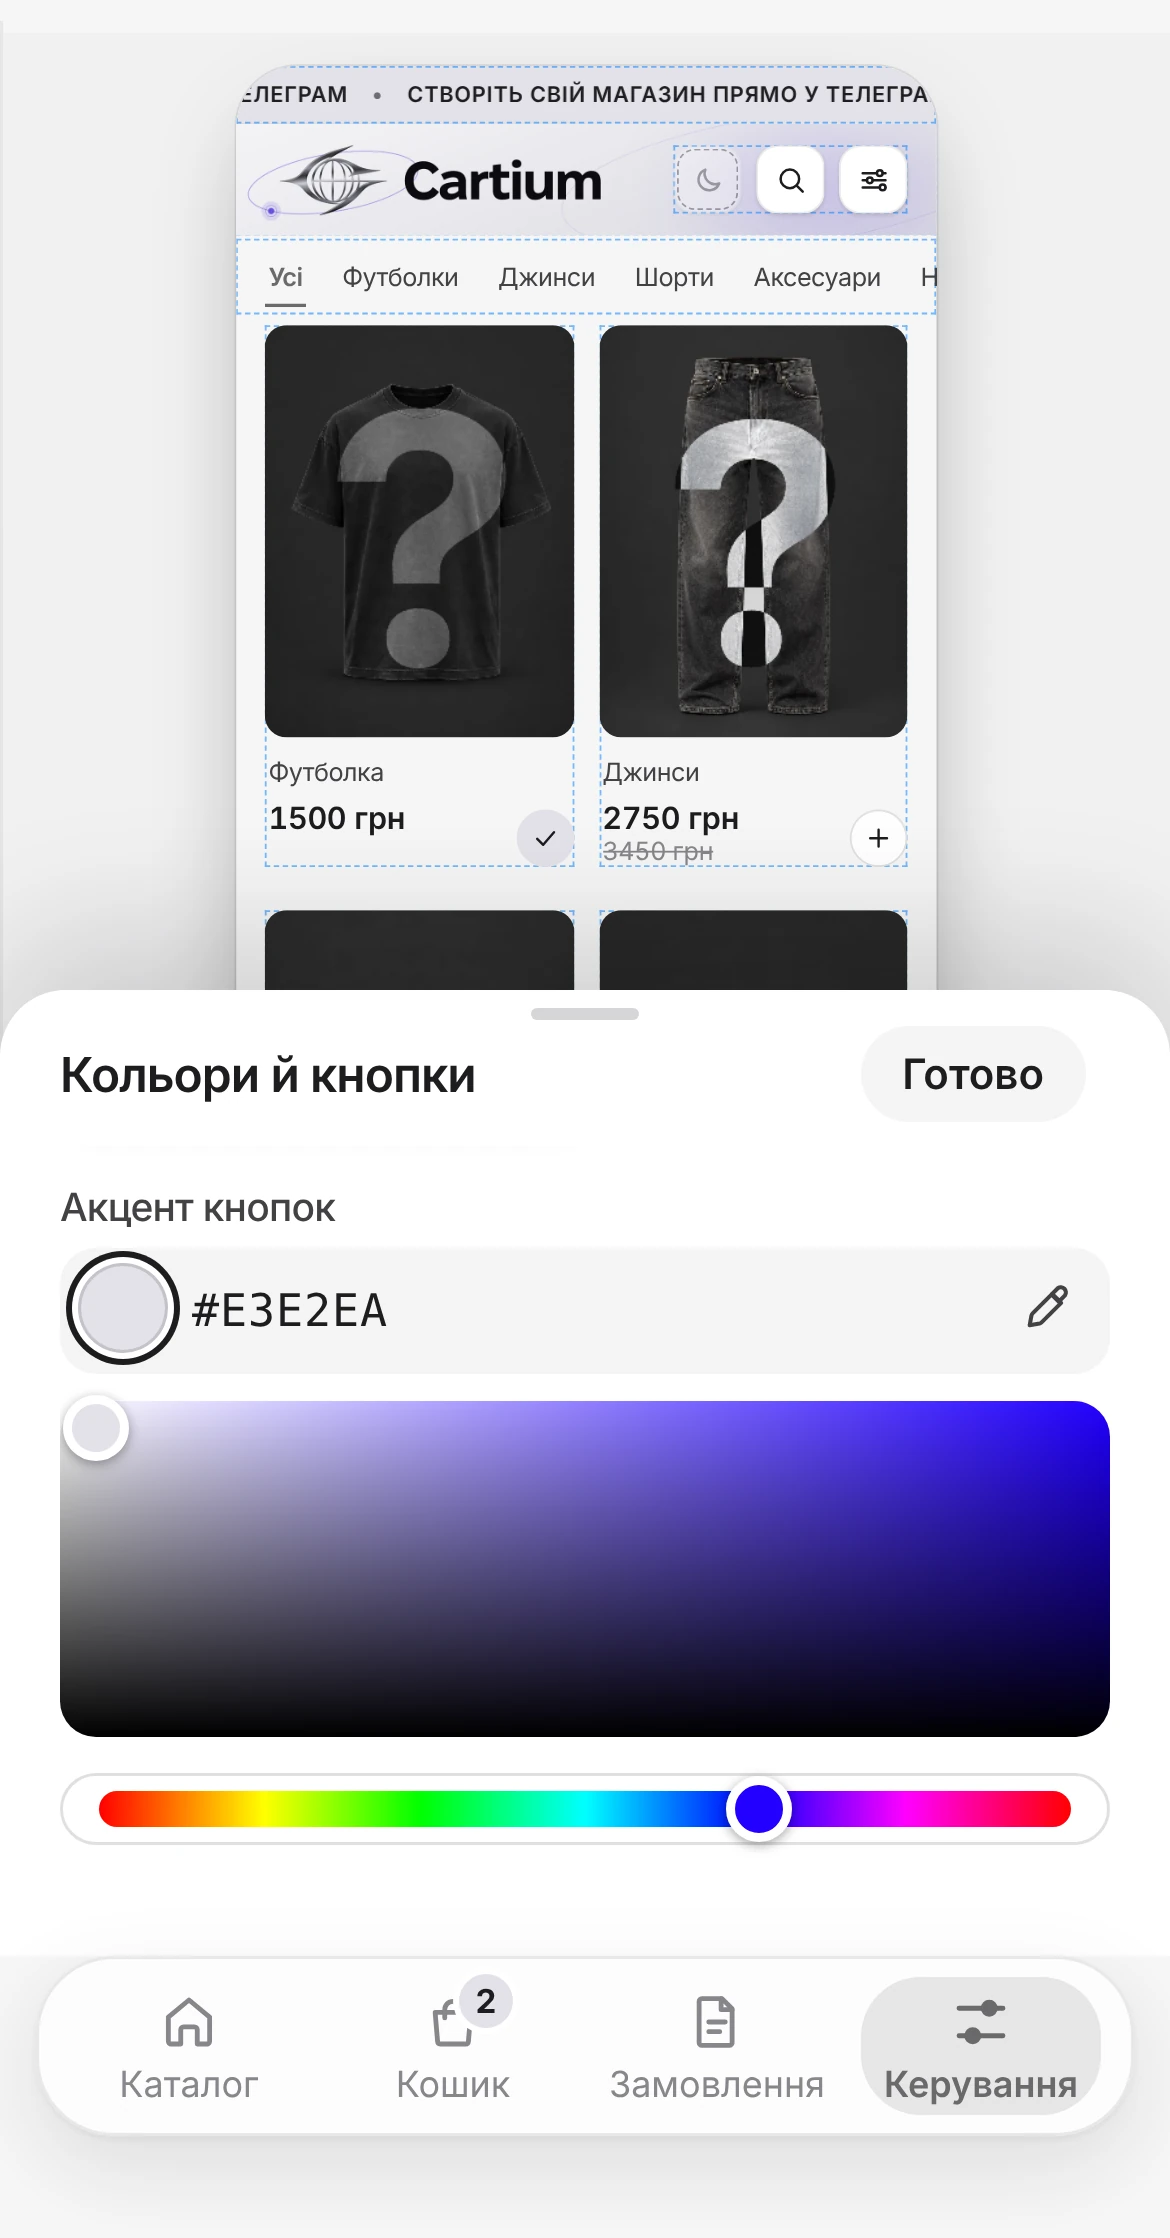 ЕЛЕГРАМ • СТВОРІТЬ СВІЙ МАГАЗИН ПРЯМО У ТЕЛЕГРА
Cartium
Усі Футболки Джинси Шорти Аксесуари Н
? ?
Футболка Джинси
1500 грн 2750 грн
3450 грн
Кольори й кнопки Готово
Акцент кнопок
#E3E2EA
2
Каталог Кошик Замовлення Керування